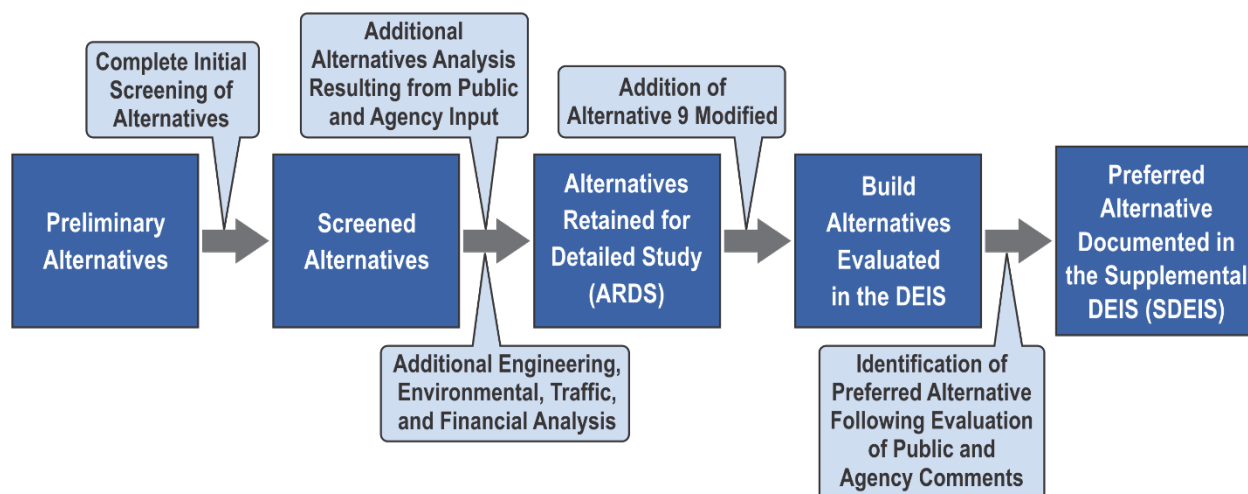 Complete Initial
Screening of
Alternatives
Additional
Alternatives Analysis
Resulting from Public
and Agency Input
Addition of
Alternative 9 Modified
Preliminary
Alternatives
Screened
Alternatives
Alternatives
Retained for
Detailed Study
(ARDS)
Build
Alternatives
Evaluated
in the DEIS
Preferred
Alternative
Documented in
the Supplemental
DEIS (SDEIS)
Additional Engineering,
Environmental, Traffic,
and Financial Analysis
Identification of
Preferred Alternative
Following Evaluation
of Public and
Agency Comments